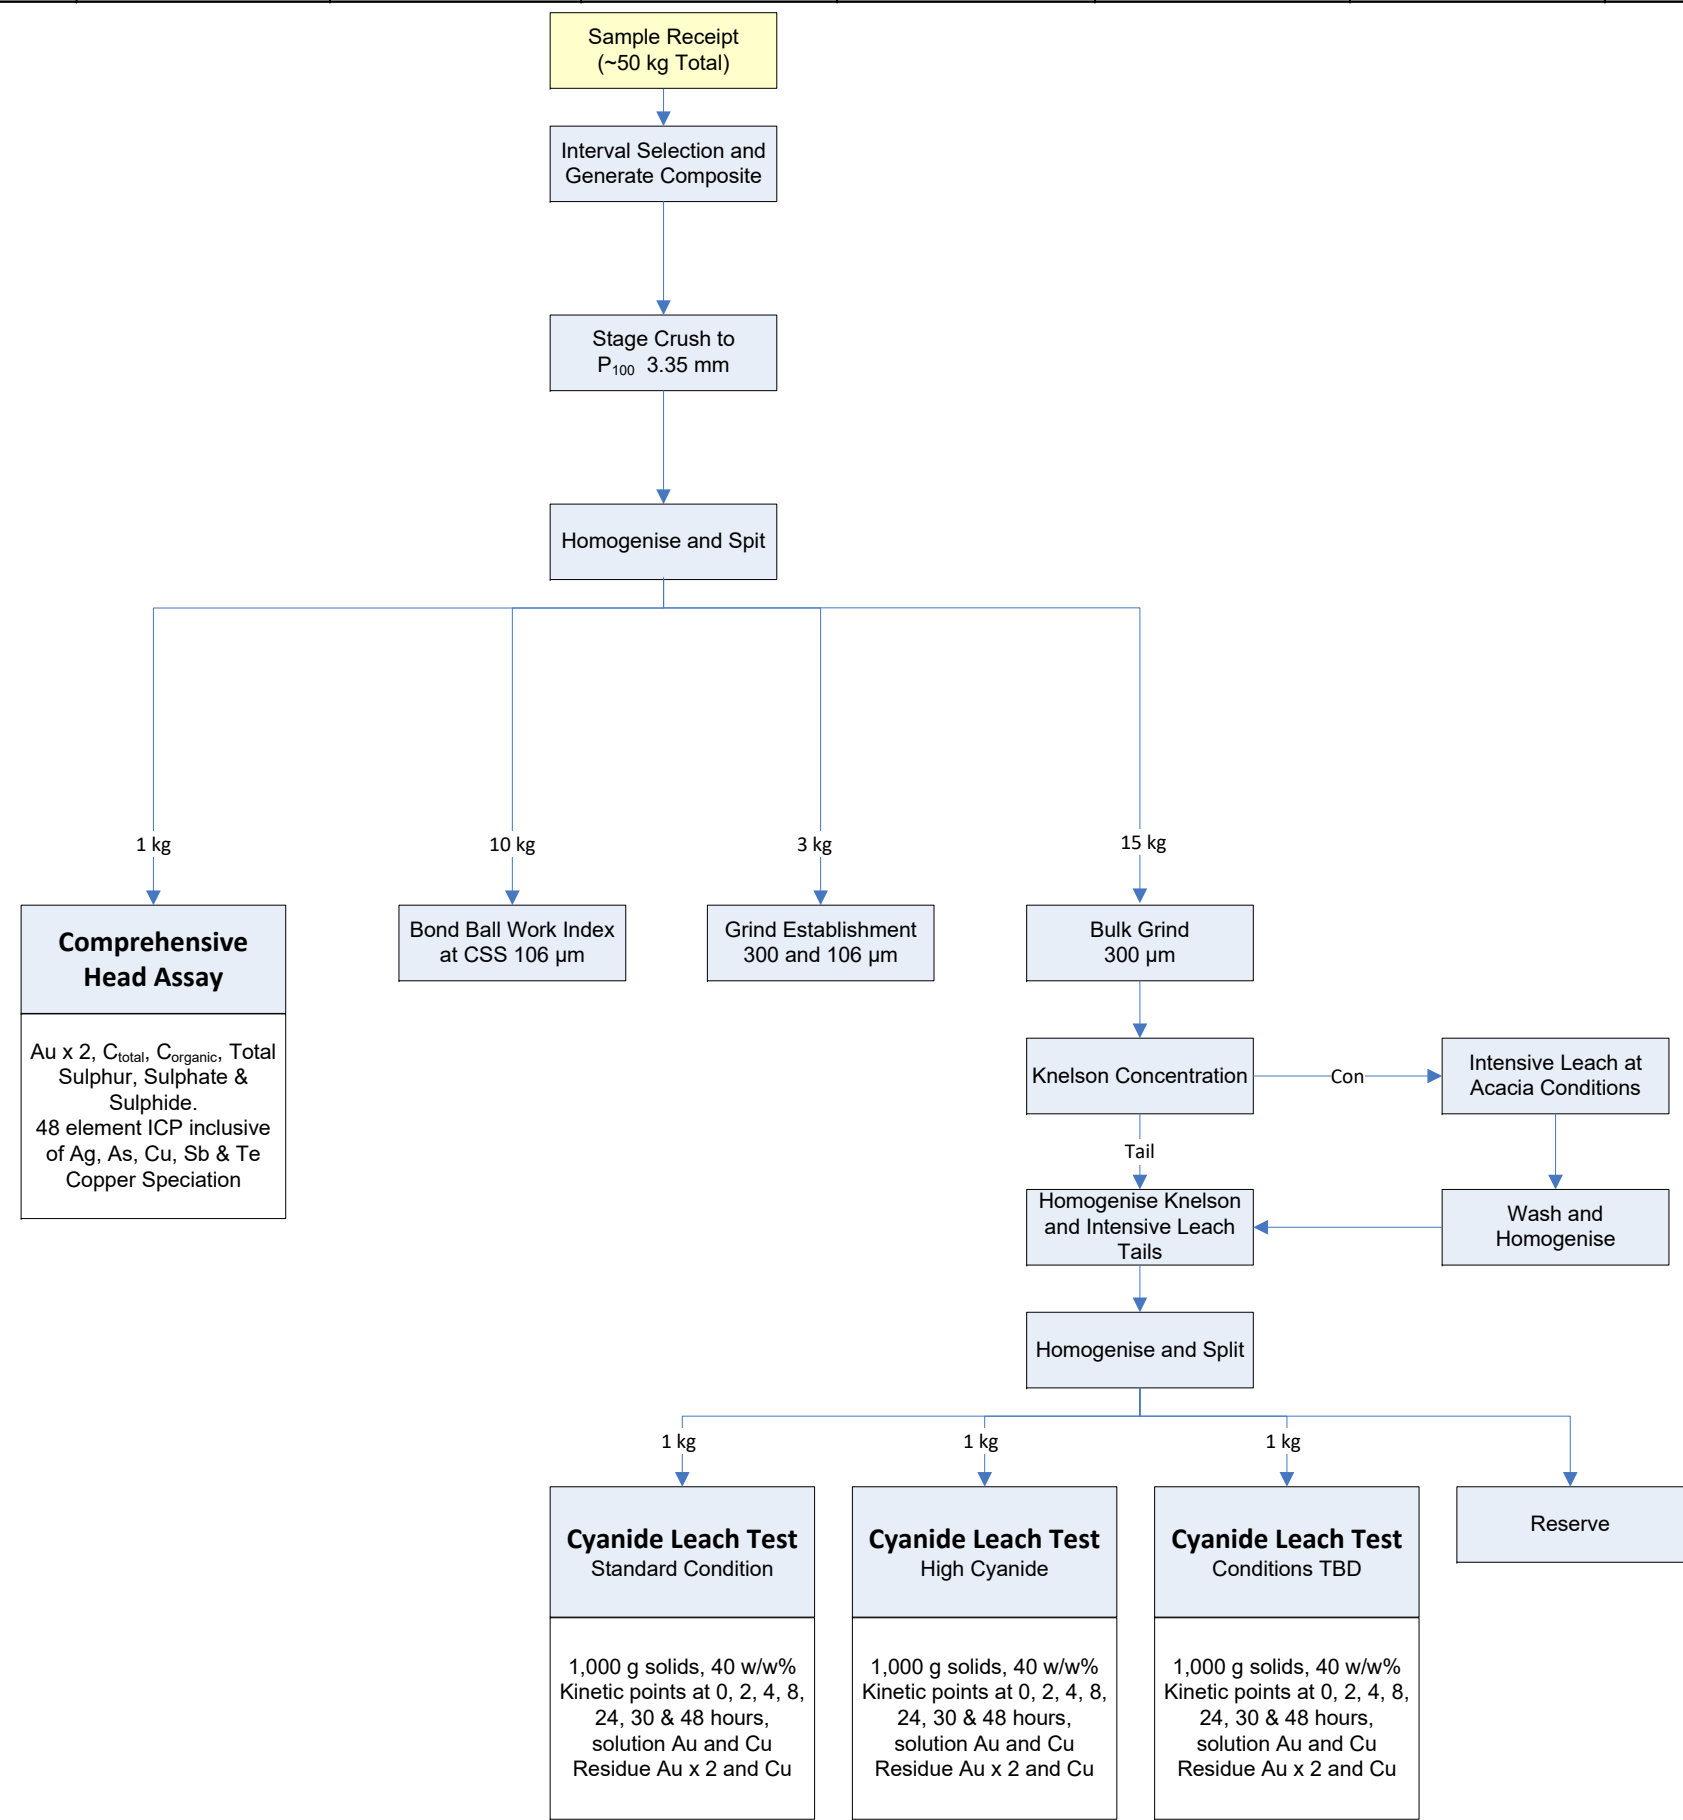 Sample Receipt
(~50 kg Total)
Interval Selection and
Generate Composite
Stage Crush to
P100 3.35 mm
Homogenise and Spit
1 kg
10 kg
3 kg
15 kg
Comprehensive
Head Assay
Au x 2, Ctotal, Corganic, Total
Sulphur, Sulphate &
Sulphide.
48 element ICP inclusive
of Ag, As, Cu, Sb & Te
Copper Speciation
Bond Ball Work Index
at CSS 106 µm
Grind Establishment
300 and 106 µm
Bulk Grind
300 µm
Knelson Concentration
Con
Intensive Leach at
Acacia Conditions
Tail
Homogenise Knelson
and Intensive Leach
Tails
Wash and
Homogenise
Homogenise and Split
1 kg
1 kg
1 kg
Cyanide Leach Test
Standard Condition
1,000 g solids, 40 w/w%
Kinetic points at 0, 2, 4, 8,
24, 30 & 48 hours,
solution Au and Cu
Residue Au x 2 and Cu
Cyanide Leach Test
High Cyanide
1,000 g solids, 40 w/w%
Kinetic points at 0, 2, 4, 8,
24, 30 & 48 hours,
solution Au and Cu
Residue Au x 2 and Cu
Cyanide Leach Test
Conditions TBD
1,000 g solids, 40 w/w%
Kinetic points at 0, 2, 4, 8,
24, 30 & 48 hours,
solution Au and Cu
Residue Au x 2 and Cu
Reserve